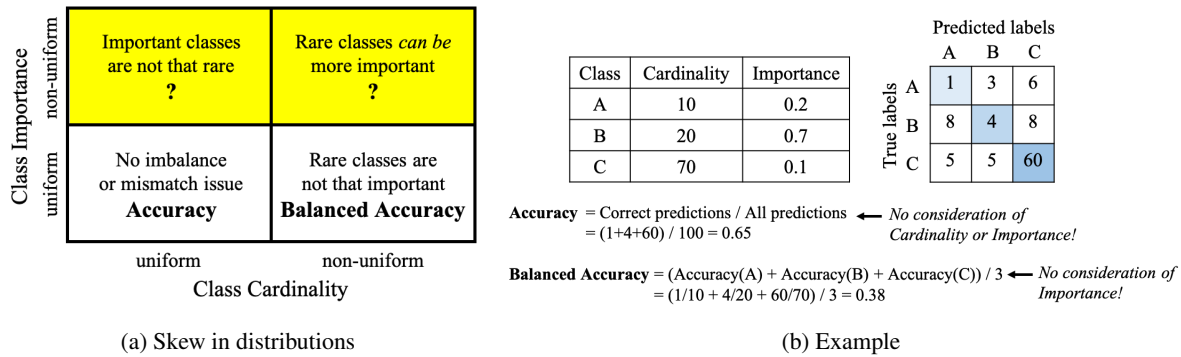 Class Importance
non-uniform
uniform
Important classes
are not that rare
?
Rare classes can be
more important
?
No imbalance
or mismatch issue
Accuracy
Rare classes are
not that important
Balanced Accuracy
uniform
non-uniform
Class Cardinality
(a) Skew in distributions
Class Cardinality Importance
A 10 0.2
B 20 0.7
C 70 0.1
Predicted labels
A B C
True labels
A 1 3 6
B 8 4 8
C 5 5 60
Accuracy = Correct predictions / All predictions
= (1+4+60) / 100 = 0.65
No consideration of
Cardinality or Importance!
Balanced Accuracy = (Accuracy(A) + Accuracy(B) + Accuracy(C)) / 3
= (1/10 + 4/20 + 60/70) / 3 = 0.38
No consideration of
Importance!
(b) Example